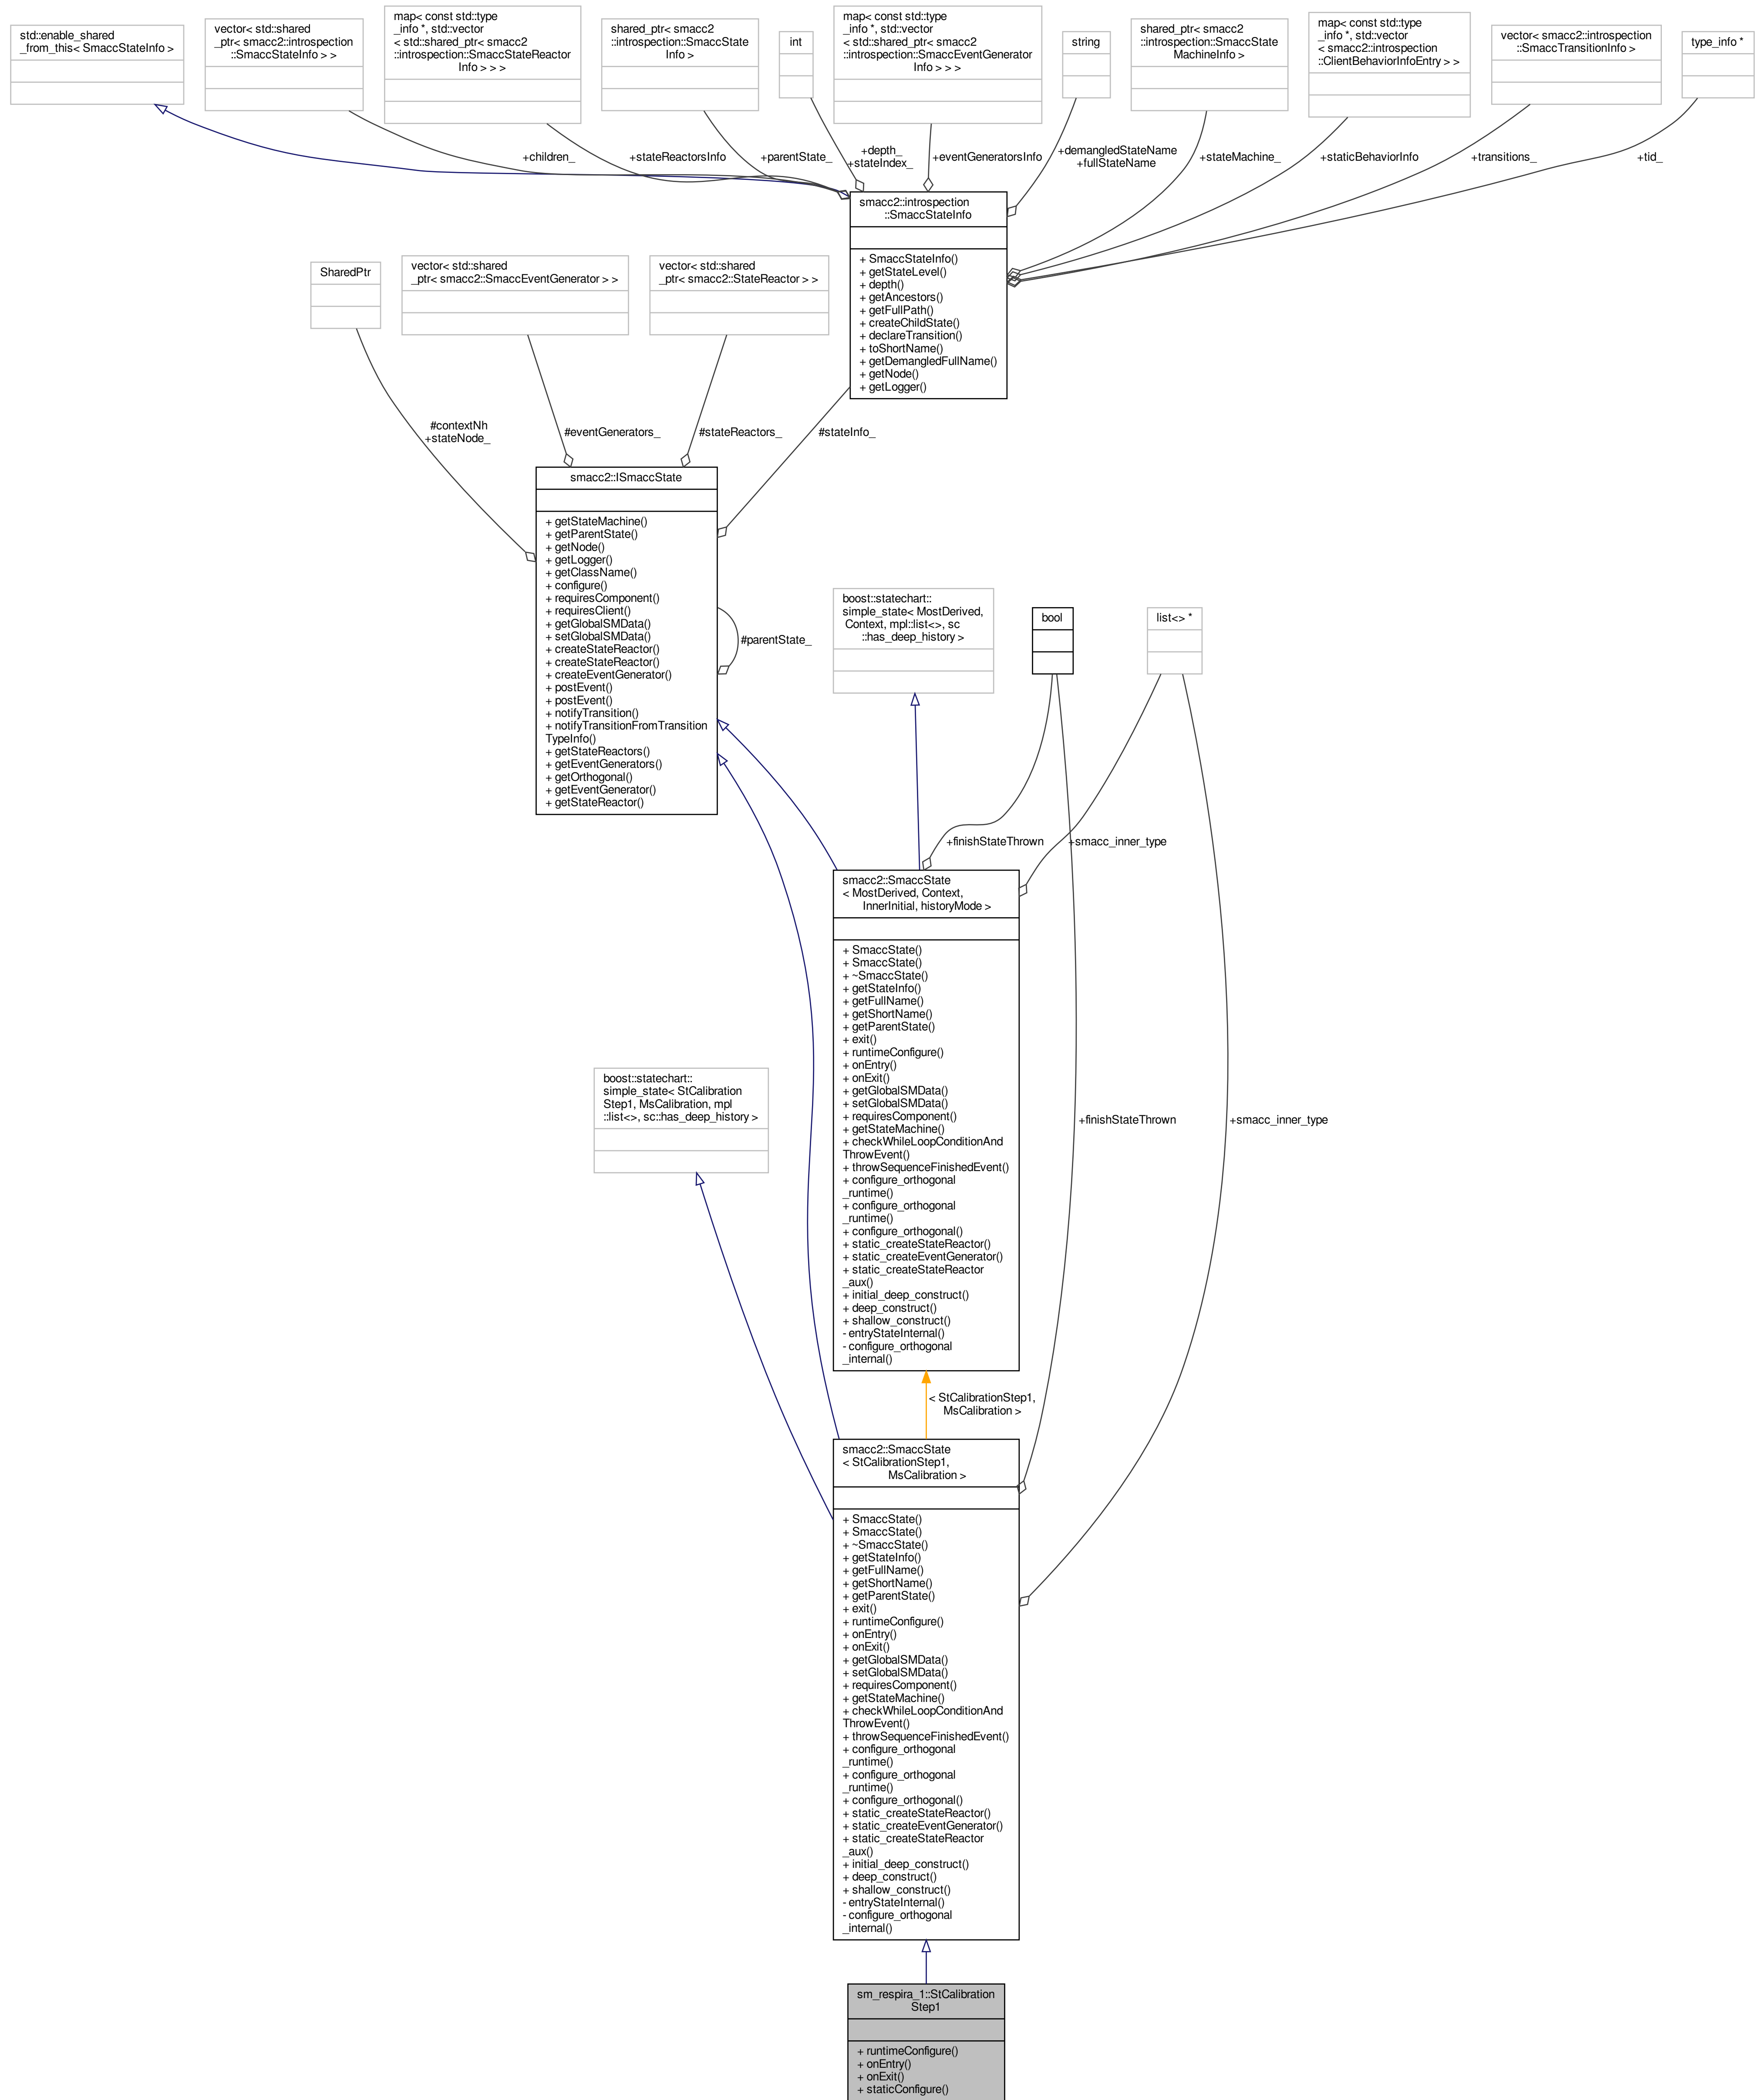 std::enable_shared
_from_this< SmaccStateInfo >
vector< std::shared
_ptr< smacc2::introspection
::SmaccStateInfo > >
map< const std::type
_info *, std::vector
< std::shared_ptr< smacc2
::introspection::SmaccStateReactor
Info > > >
shared_ptr< smacc2
::introspection::SmaccState
Info >
int
map< const std::type
_info *, std::vector
< std::shared_ptr< smacc2
::introspection::SmaccEventGenerator
Info > > >
string
shared_ptr< smacc2
::introspection::SmaccState
MachineInfo >
map< const std::type
_info *, std::vector
< smacc2::introspection
::ClientBehaviorInfoEntry > >
vector< smacc2::introspection
::SmaccTransitionInfo >
type_info *
+children_
+stateReactorsInfo
+parentState_
+depth_
+stateIndex_
+eventGeneratorsInfo
+demangledStateName
+fullStateName
+stateMachine_
+staticBehaviorInfo
+transitions_
+tid_
smacc2::introspection
::SmaccStateInfo
+ SmaccStateInfo()
+ getStateLevel()
+ depth()
+ getAncestors()
+ getFullPath()
+ createChildState()
+ declareTransition()
+ toShortName()
+ getDemangledFullName()
+ getNode()
+ getLogger()
SharedPtr
vector< std::shared
_ptr< smacc2::SmaccEventGenerator > >
vector< std::shared
_ptr< smacc2::StateReactor > >
#contextNh
+stateNode_
#eventGenerators_
#stateReactors_
#stateInfo_
smacc2::ISmaccState
+ getStateMachine()
+ getParentState()
+ getNode()
+ getLogger()
+ getClassName()
+ configure()
+ requiresComponent()
+ requiresClient()
+ getGlobalSMData()
+ setGlobalSMData()
+ createStateReactor()
+ createStateReactor()
+ createEventGenerator()
+ postEvent()
+ postEvent()
+ notifyTransition()
+ notifyTransitionFromTransition
TypeInfo()
+ getStateReactors()
+ getEventGenerators()
+ getOrthogonal()
+ getEventGenerator()
+ getStateReactor()
#parentState_
boost::statechart::
simple_state< MostDerived,
Context, mpl::list<>, sc
::has_deep_history >
bool
list<> *
+finishStateThrown
+smacc_inner_type
smacc2::SmaccState
< MostDerived, Context,
InnerInitial, historyMode >
+ SmaccState()
+ SmaccState()
+ ~SmaccState()
+ getStateInfo()
+ getFullName()
+ getShortName()
+ getParentState()
+ exit()
+ runtimeConfigure()
+ onEntry()
+ onExit()
+ getGlobalSMData()
+ setGlobalSMData()
+ requiresComponent()
+ getStateMachine()
+ checkWhileLoopConditionAnd
ThrowEvent()
+ throwSequenceFinishedEvent()
+ configure_orthogonal
_runtime()
+ configure_orthogonal
_runtime()
+ configure_orthogonal()
+ static_createStateReactor()
+ static_createEventGenerator()
+ static_createStateReactor
_aux()
+ initial_deep_construct()
+ deep_construct()
+ shallow_construct()
- entryStateInternal()
- configure_orthogonal
_internal()
boost::statechart::
simple_state< StCalibration
Step1, MsCalibration, mpl
::list<>, sc::has_deep_history >
+finishStateThrown
+smacc_inner_type
< StCalibrationStep1,
MsCalibration >
smacc2::SmaccState
< StCalibrationStep1,
MsCalibration >
+ SmaccState()
+ SmaccState()
+ ~SmaccState()
+ getStateInfo()
+ getFullName()
+ getShortName()
+ getParentState()
+ exit()
+ runtimeConfigure()
+ onEntry()
+ onExit()
+ getGlobalSMData()
+ setGlobalSMData()
+ requiresComponent()
+ getStateMachine()
+ checkWhileLoopConditionAnd
ThrowEvent()
+ throwSequenceFinishedEvent()
+ configure_orthogonal
_runtime()
+ configure_orthogonal
_runtime()
+ configure_orthogonal()
+ static_createStateReactor()
+ static_createEventGenerator()
+ static_createStateReactor
_aux()
+ initial_deep_construct()
+ deep_construct()
+ shallow_construct()
- entryStateInternal()
- configure_orthogonal
_internal()
sm_respira_1::StCalibration
Step1
+ runtimeConfigure()
+ onEntry()
+ onExit()
+ staticConfigure()